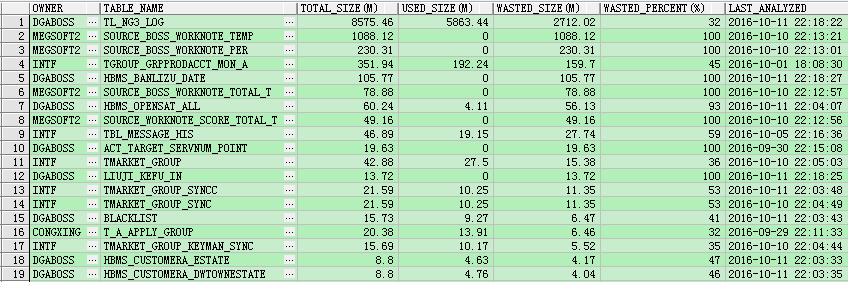 OWNER TABLE_NAME TOTAL_SIZE(M) USED_SIZE(M) WASTED_SIZE(M) WASTED_PERCENT(%) LAST_ANALYZED
1 DGABOSS ... TL_NG3_LOG ... 8575.46 5863.44 2712.02 32 2016-10-11 22:18:22
2 MEGSOFT2 ... SOURCE_BOSS_WORKNOTE_TEMP ... 1088.12 0 1088.12 100 2016-10-10 22:13:21
3 MEGSOFT2 ... SOURCE_BOSS_WORKNOTE_PER ... 230.31 0 230.31 100 2016-10-10 22:13:01
4 INTF ... TGROUP_GRPPRODACCT_MON_A ... 351.94 192.24 159.7 45 2016-10-01 18:08:30
5 DGABOSS ... HBMS_BANLIZU_DATE ... 105.77 0 105.77 100 2016-10-11 22:18:27
6 MEGSOFT2 ... SOURCE_BOSS_WORKNOTE_TOTAL_T ... 78.88 0 78.88 100 2016-10-10 22:12:57
7 DGABOSS ... HBMS_OPENSAT_ALL ... 60.24 4.11 56.13 93 2016-10-11 22:04:07
8 MEGSOFT2 ... SOURCE_WORKNOTE_SCORE_TOTAL_T ... 49.16 0 49.16 100 2016-10-10 22:12:56
9 INTF ... TBL_MESSAGE_HIS ... 46.89 19.15 27.74 59 2016-10-05 22:16:36
10 DGABOSS ... ACT_TARGET_SERVNUM_POINT ... 19.63 0 19.63 100 2016-09-30 22:15:08
11 INTF ... TMARKET_GROUP ... 42.88 27.5 15.38 36 2016-10-10 22:05:03
12 DGABOSS ... LIUJI_KEFU_IN ... 13.72 0 13.72 100 2016-10-11 22:18:25
13 INTF ... TMARKET_GROUP_SYNCC ... 21.59 10.25 11.35 53 2016-10-11 22:03:48
14 INTF ... TMARKET_GROUP_SYNC ... 21.59 10.25 11.35 53 2016-10-10 22:04:49
15 DGABOSS ... BLACKLIST ... 15.73 9.27 6.47 41 2016-10-11 22:03:43
16 CONGXING ... T_A_APPLY_GROUP ... 20.38 13.91 6.46 32 2016-09-29 22:11:33
17 INTF ... TMARKET_GROUP_KEYMAN_SYNC ... 15.69 10.17 5.52 35 2016-10-10 22:04:44
18 DGABOSS ... HBMS_CUSTOMERA_ESTATE ... 8.8 4.63 4.17 47 2016-10-11 22:03:33
19 DGABOSS ... HBMS_CUSTOMERA_DWTOWNESTATE ... 8.8 4.76 4.04 46 2016-10-11 22:03:35